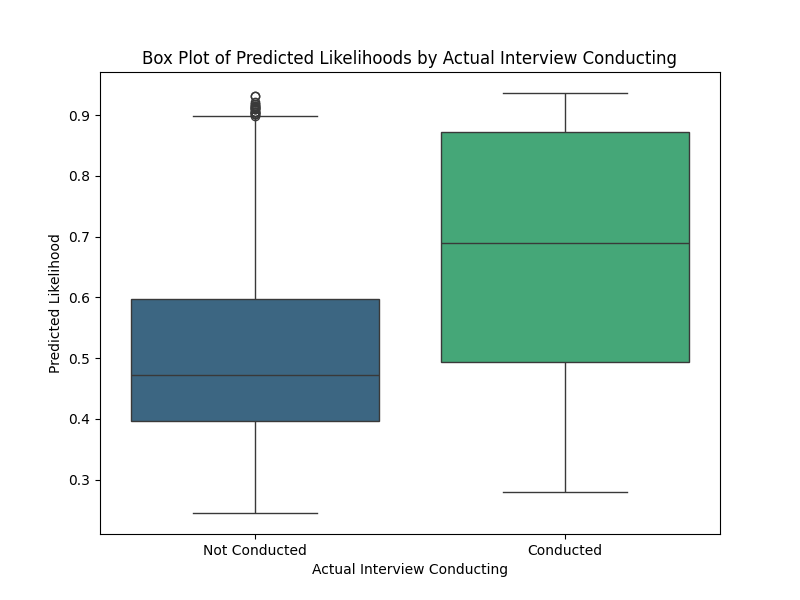 Box Plot of Predicted Likelihoods by Actual Interview Conducting
Predicted Likelihood
0.9
0.8
0.7
0.6
0.5
0.4
0.3
Not Conducted
Conducted
Actual Interview Conducting